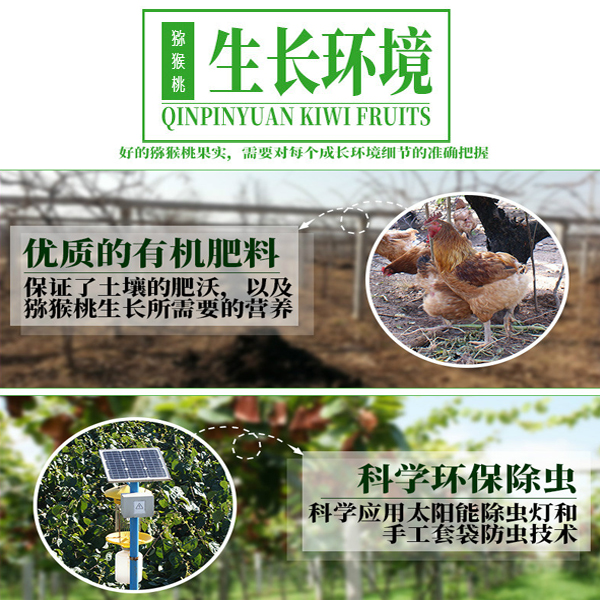 猕猴桃
生长环境
QINPINYUAN KIWI FRUITS
好的猕猴桃果实，需要对每个成长环境细节的准确把握
优质的有机肥料
保证了土壤的肥沃，以及
猕猴桃生长所需要的营养
科学环保除虫
科学应用太阳能除虫灯和
手工套袋防虫技术